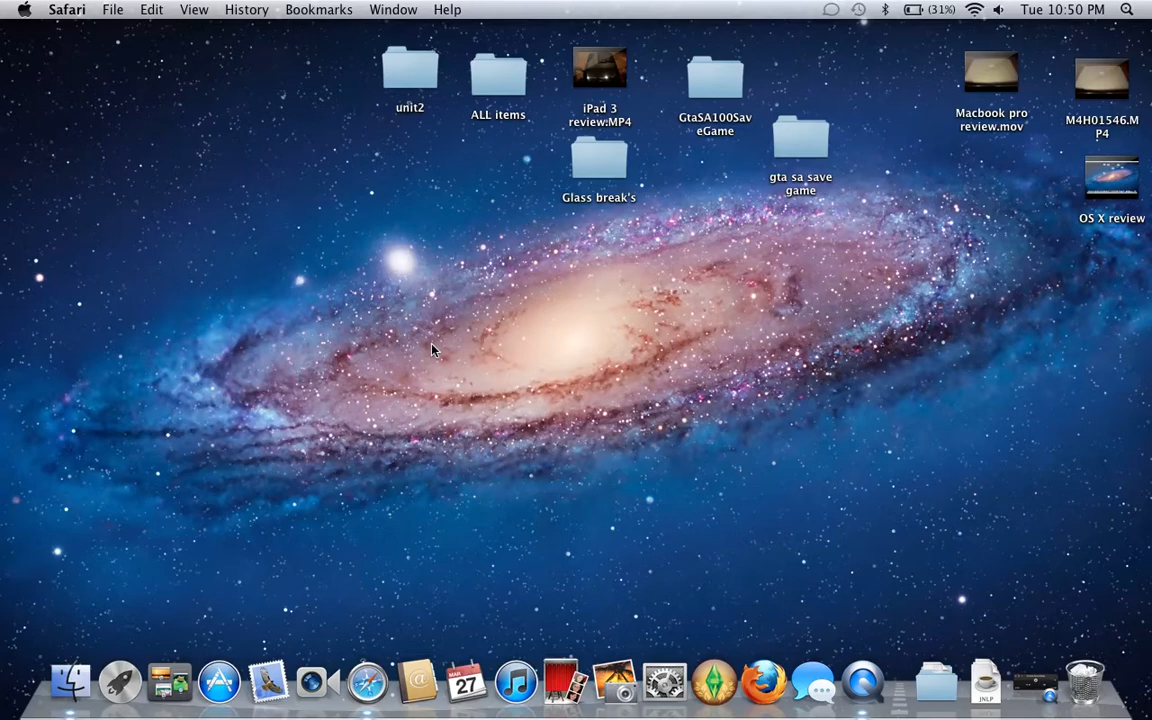 Safari File Edit View History Bookmarks Window Help (31%) Tue 10:50 PM
unit2
ALL items
iPad 3
review.MP4
GtaSA100Sav
eGame
Macbook pro
review.mov
M4H01546.M
P4
Glass break's
gta sa save
game
OS X review
MAR
27
JNLP